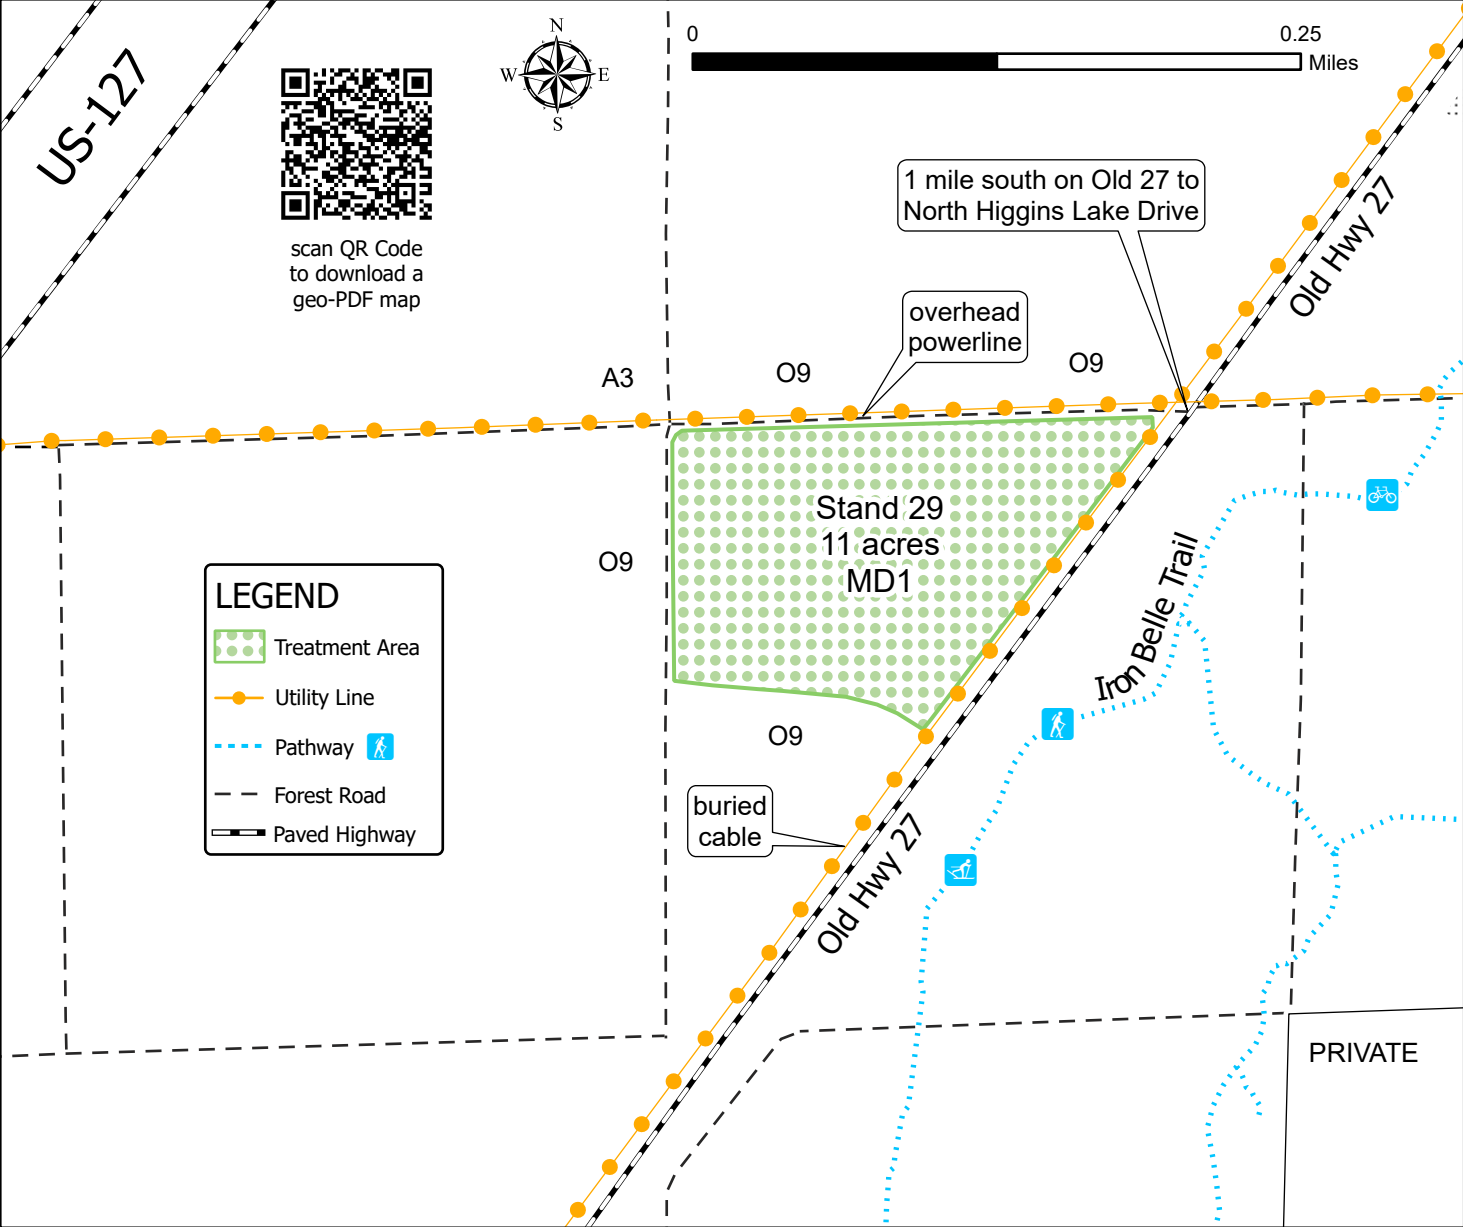 US-127
N
W
E
S
0
0.25
Miles
scan QR Code
to download a
geo-PDF map
1 mile south on Old 27 to
North Higgins Lake Drive
Old Hwy 27
overhead
powerline
A3
O9
O9
Stand 29
11 acres
MD1
O9
Iron Belle Trail
LEGEND
Treatment Area
Utility Line
Pathway
Forest Road
Paved Highway
O9
buried
cable
Old Hwy 27
PRIVATE